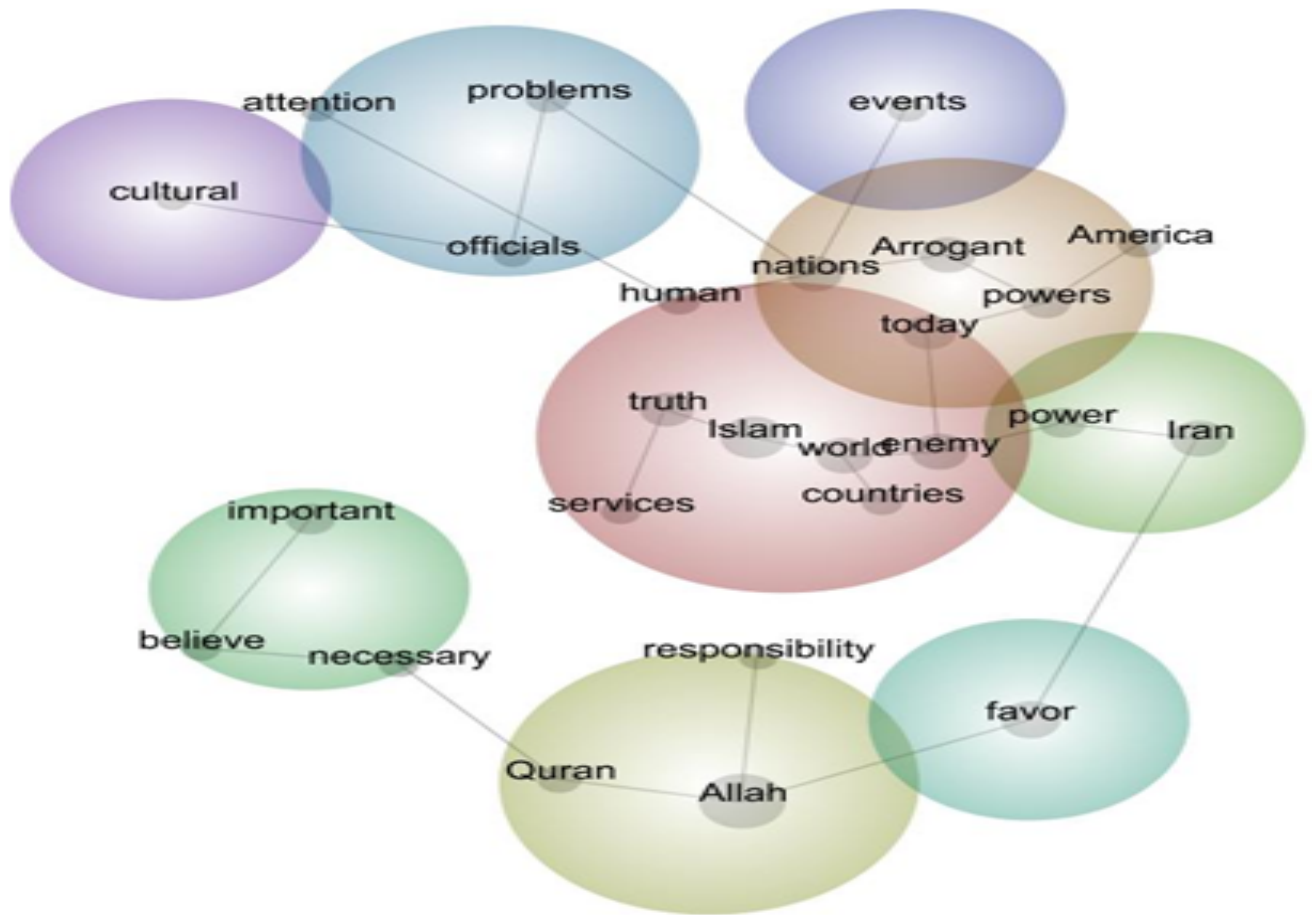 attention
problems
events
cultural
officials
nations
Arrogant
America
human
powers
today
truth
Islam
world
enemy
power
Iran
services
countries
important
believe
necessary
responsibility
favor
Quran
Allah